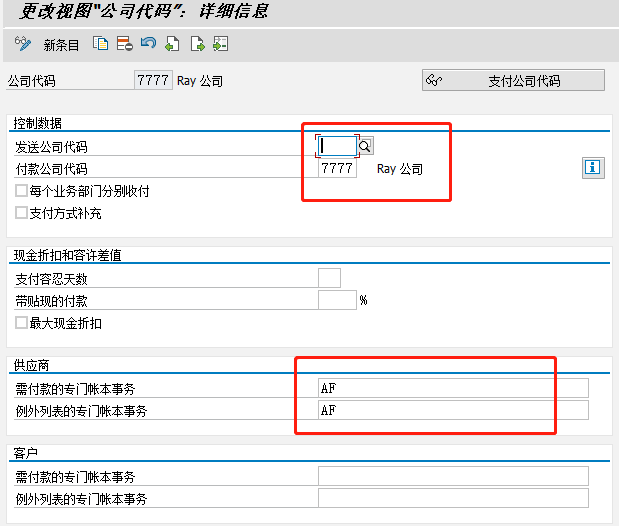 更改视图"公司代码": 详细信息
新条目
公司代码 7777 Ray 公司 支付公司代码
控制数据
发送公司代码
付款公司代码 7777 Ray 公司
每个业务部门分别收付
支付方式补充
现金折扣和容许差值
支付容忍天数
带贴现的付款 %
最大现金折扣
供应商
需付款的专门帐本事务 AF
例外列表的专门帐本事务 AF
客户
需付款的专门帐本事务
例外列表的专门帐本事务